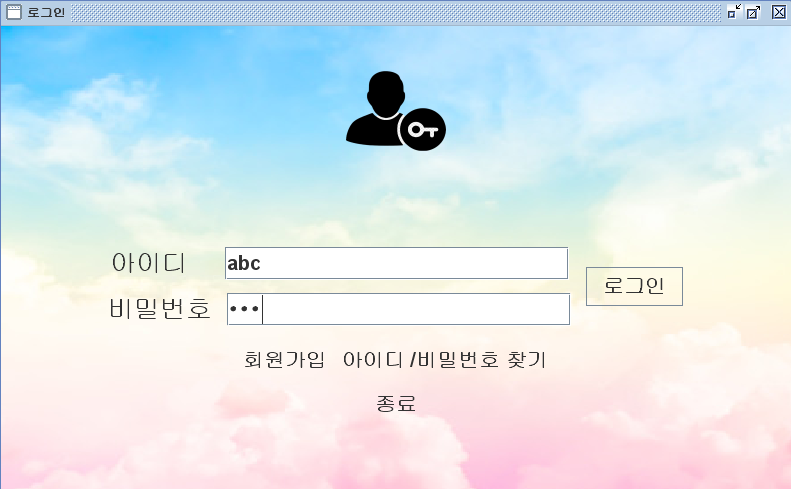 로그인
아이디 abc
로그인
비밀번호 •••
회원가입 아이디 /비밀번호 찾기
종료